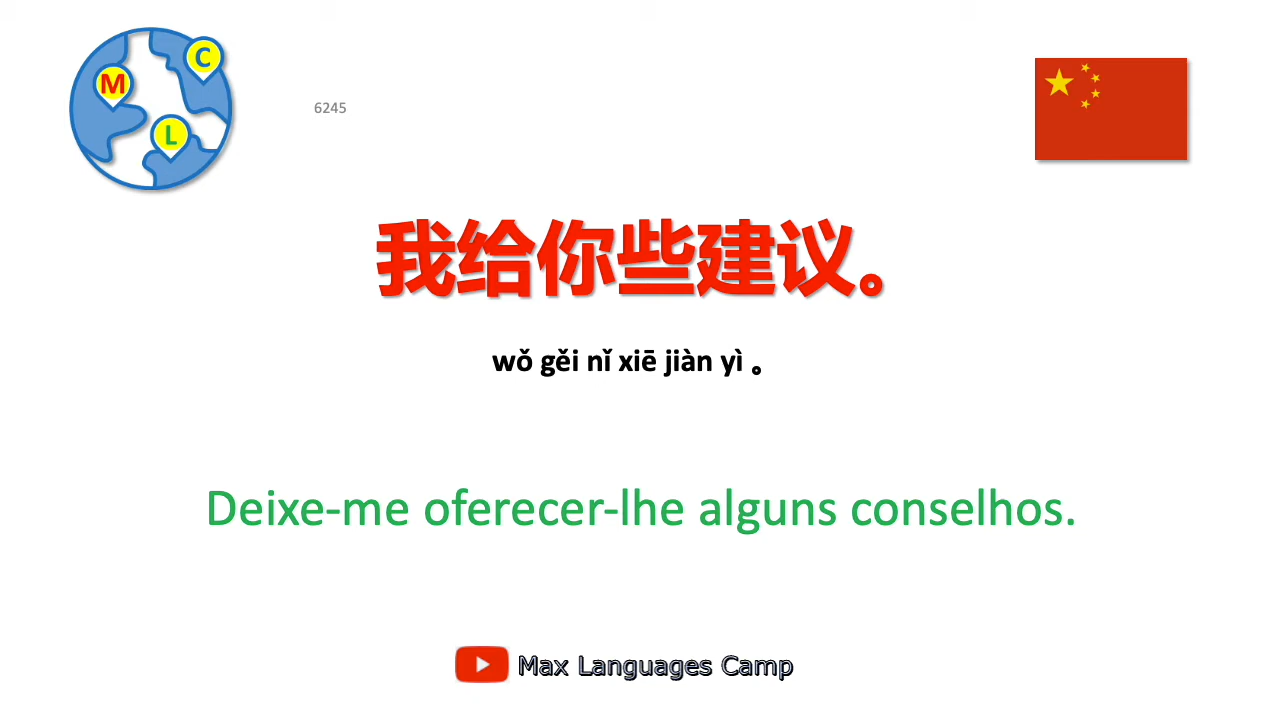 M
C
L
6245
我给你些建议。
wǒ gěi nǐ xiē jiàn yì 。
Deixe-me oferecer-lhe alguns conselhos.
Max Languages Camp